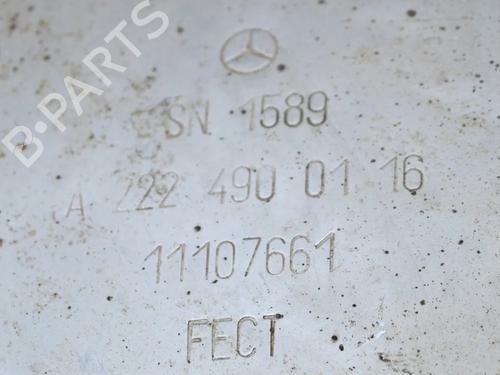 B-PARTS
SN 1589
A 222 490 01 16
11107661
FECT